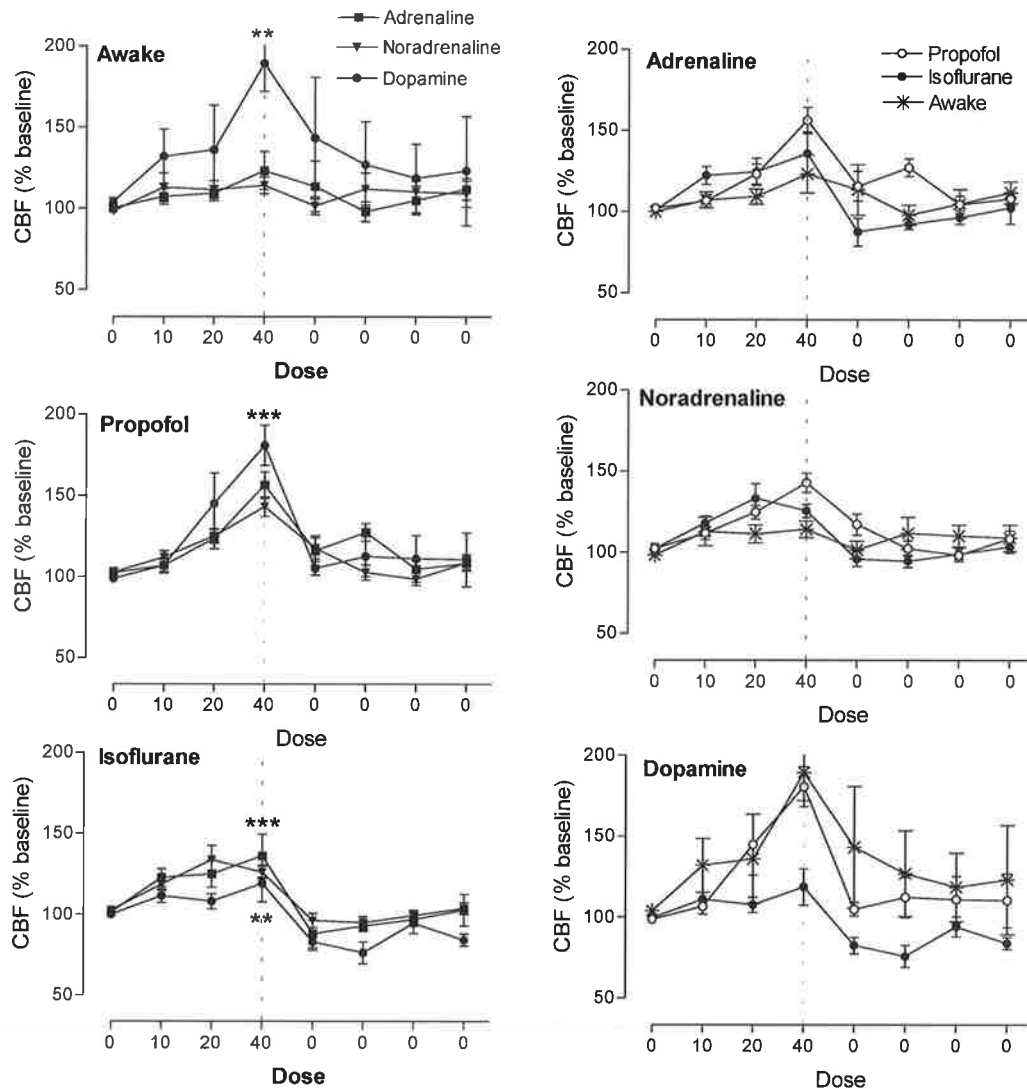 Awake
Adrenaline
Noradrenaline
Dopamine
**
CBF (% baseline)
200
150
100
50
0 10 20 40 0 0 0 0
Dose
Adrenaline
Propofol
Isoflurane
Awake
CBF (% baseline)
200
150
100
50
0 10 20 40 0 0 0 0
Dose
Propofol
***
CBF (% baseline)
200
150
100
50
0 10 20 40 0 0 0 0
Dose
Noradrenaline
CBF (% baseline)
200
150
100
50
0 10 20 40 0 0 0 0
Dose
Isoflurane
***
**
CBF (% baseline)
200
150
100
50
0 10 20 40 0 0 0 0
Dose
Dopamine
CBF (% baseline)
200
150
100
50
0 10 20 40 0 0 0 0
Dose